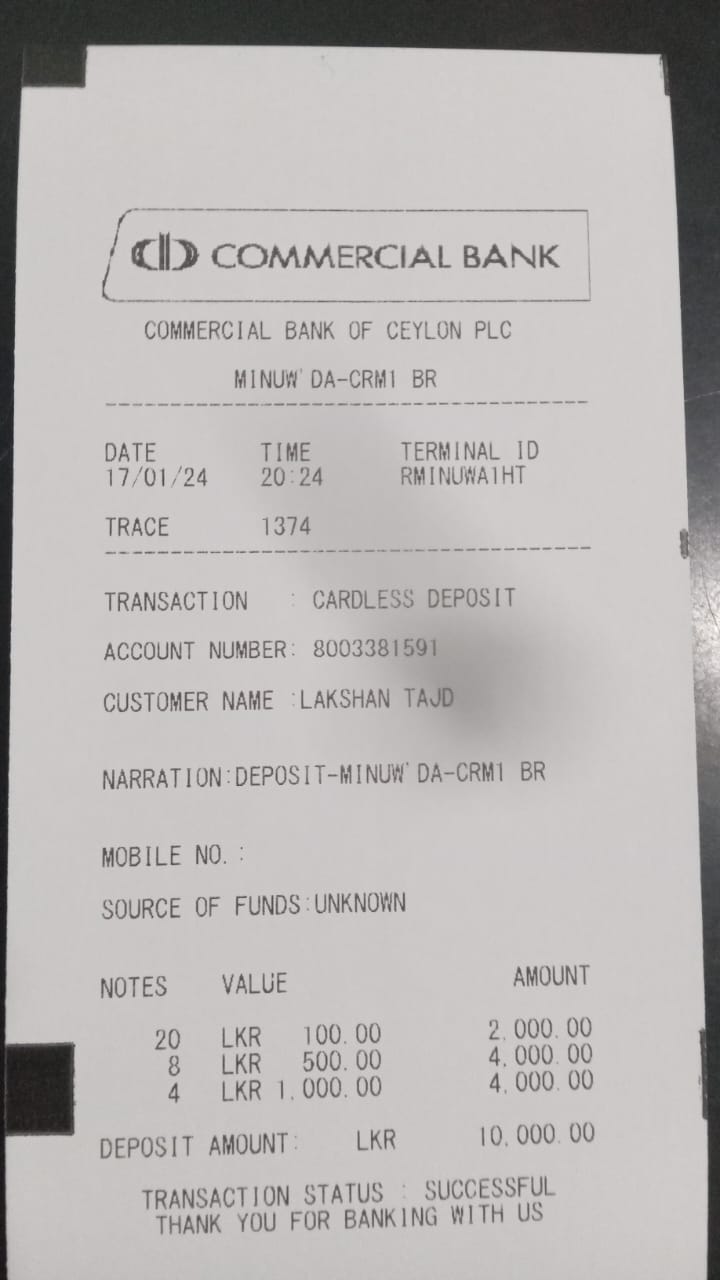 COMMERCIAL BANK
COMMERCIAL BANK OF CEYLON PLC
MINUW'DA-CRM1 BR
DATE TIME TERMINAL ID
17/01/24 20:24 RMINUWA1HT
TRACE 1374
TRANSACTION : CARDLESS DEPOSIT
ACCOUNT NUMBER: 8003381591
CUSTOMER NAME :LAKSHAN TAJD
NARRATION:DEPOSIT-MINUW'DA-CRM1 BR
MOBILE NO. :
SOURCE OF FUNDS:UNKNOWN
NOTES VALUE AMOUNT
20 LKR 100.00 2,000.00
8 LKR 500.00 4,000.00
4 LKR 1,000.00 4,000.00
DEPOSIT AMOUNT: LKR 10,000.00
TRANSACTION STATUS : SUCCESSFUL
THANK YOU FOR BANKING WITH US